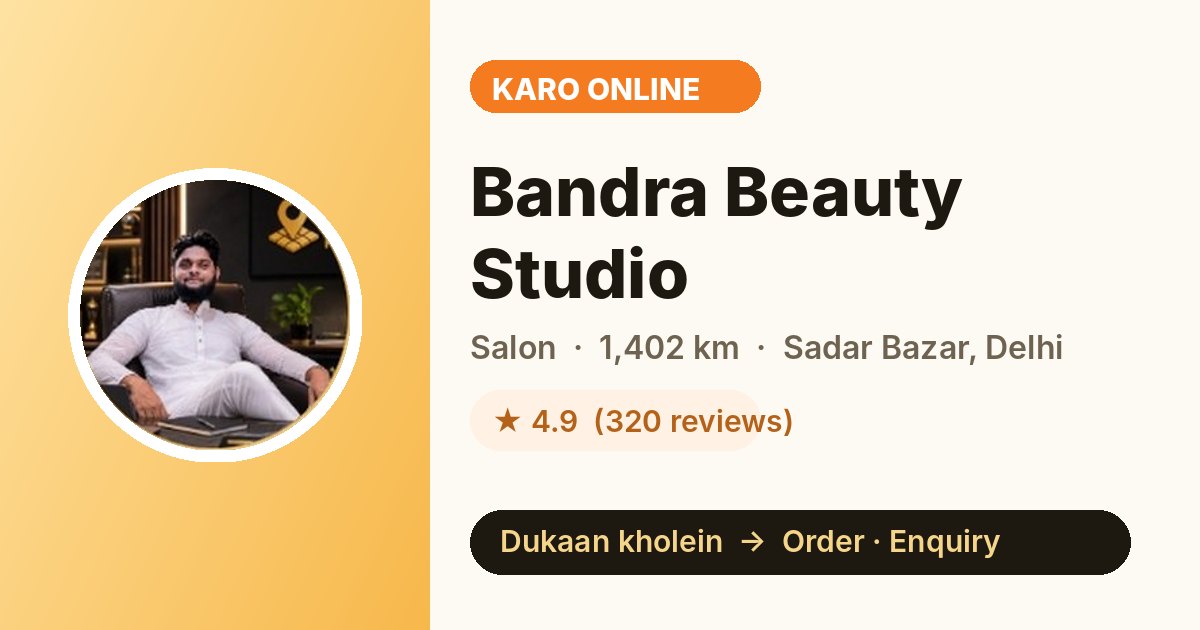 KARO ONLINE
Bandra Beauty
Studio
Salon · 1,402 km · Sadar Bazar, Delhi
★ 4.9 (320 reviews)
Dukaan kholein → Order · Enquiry